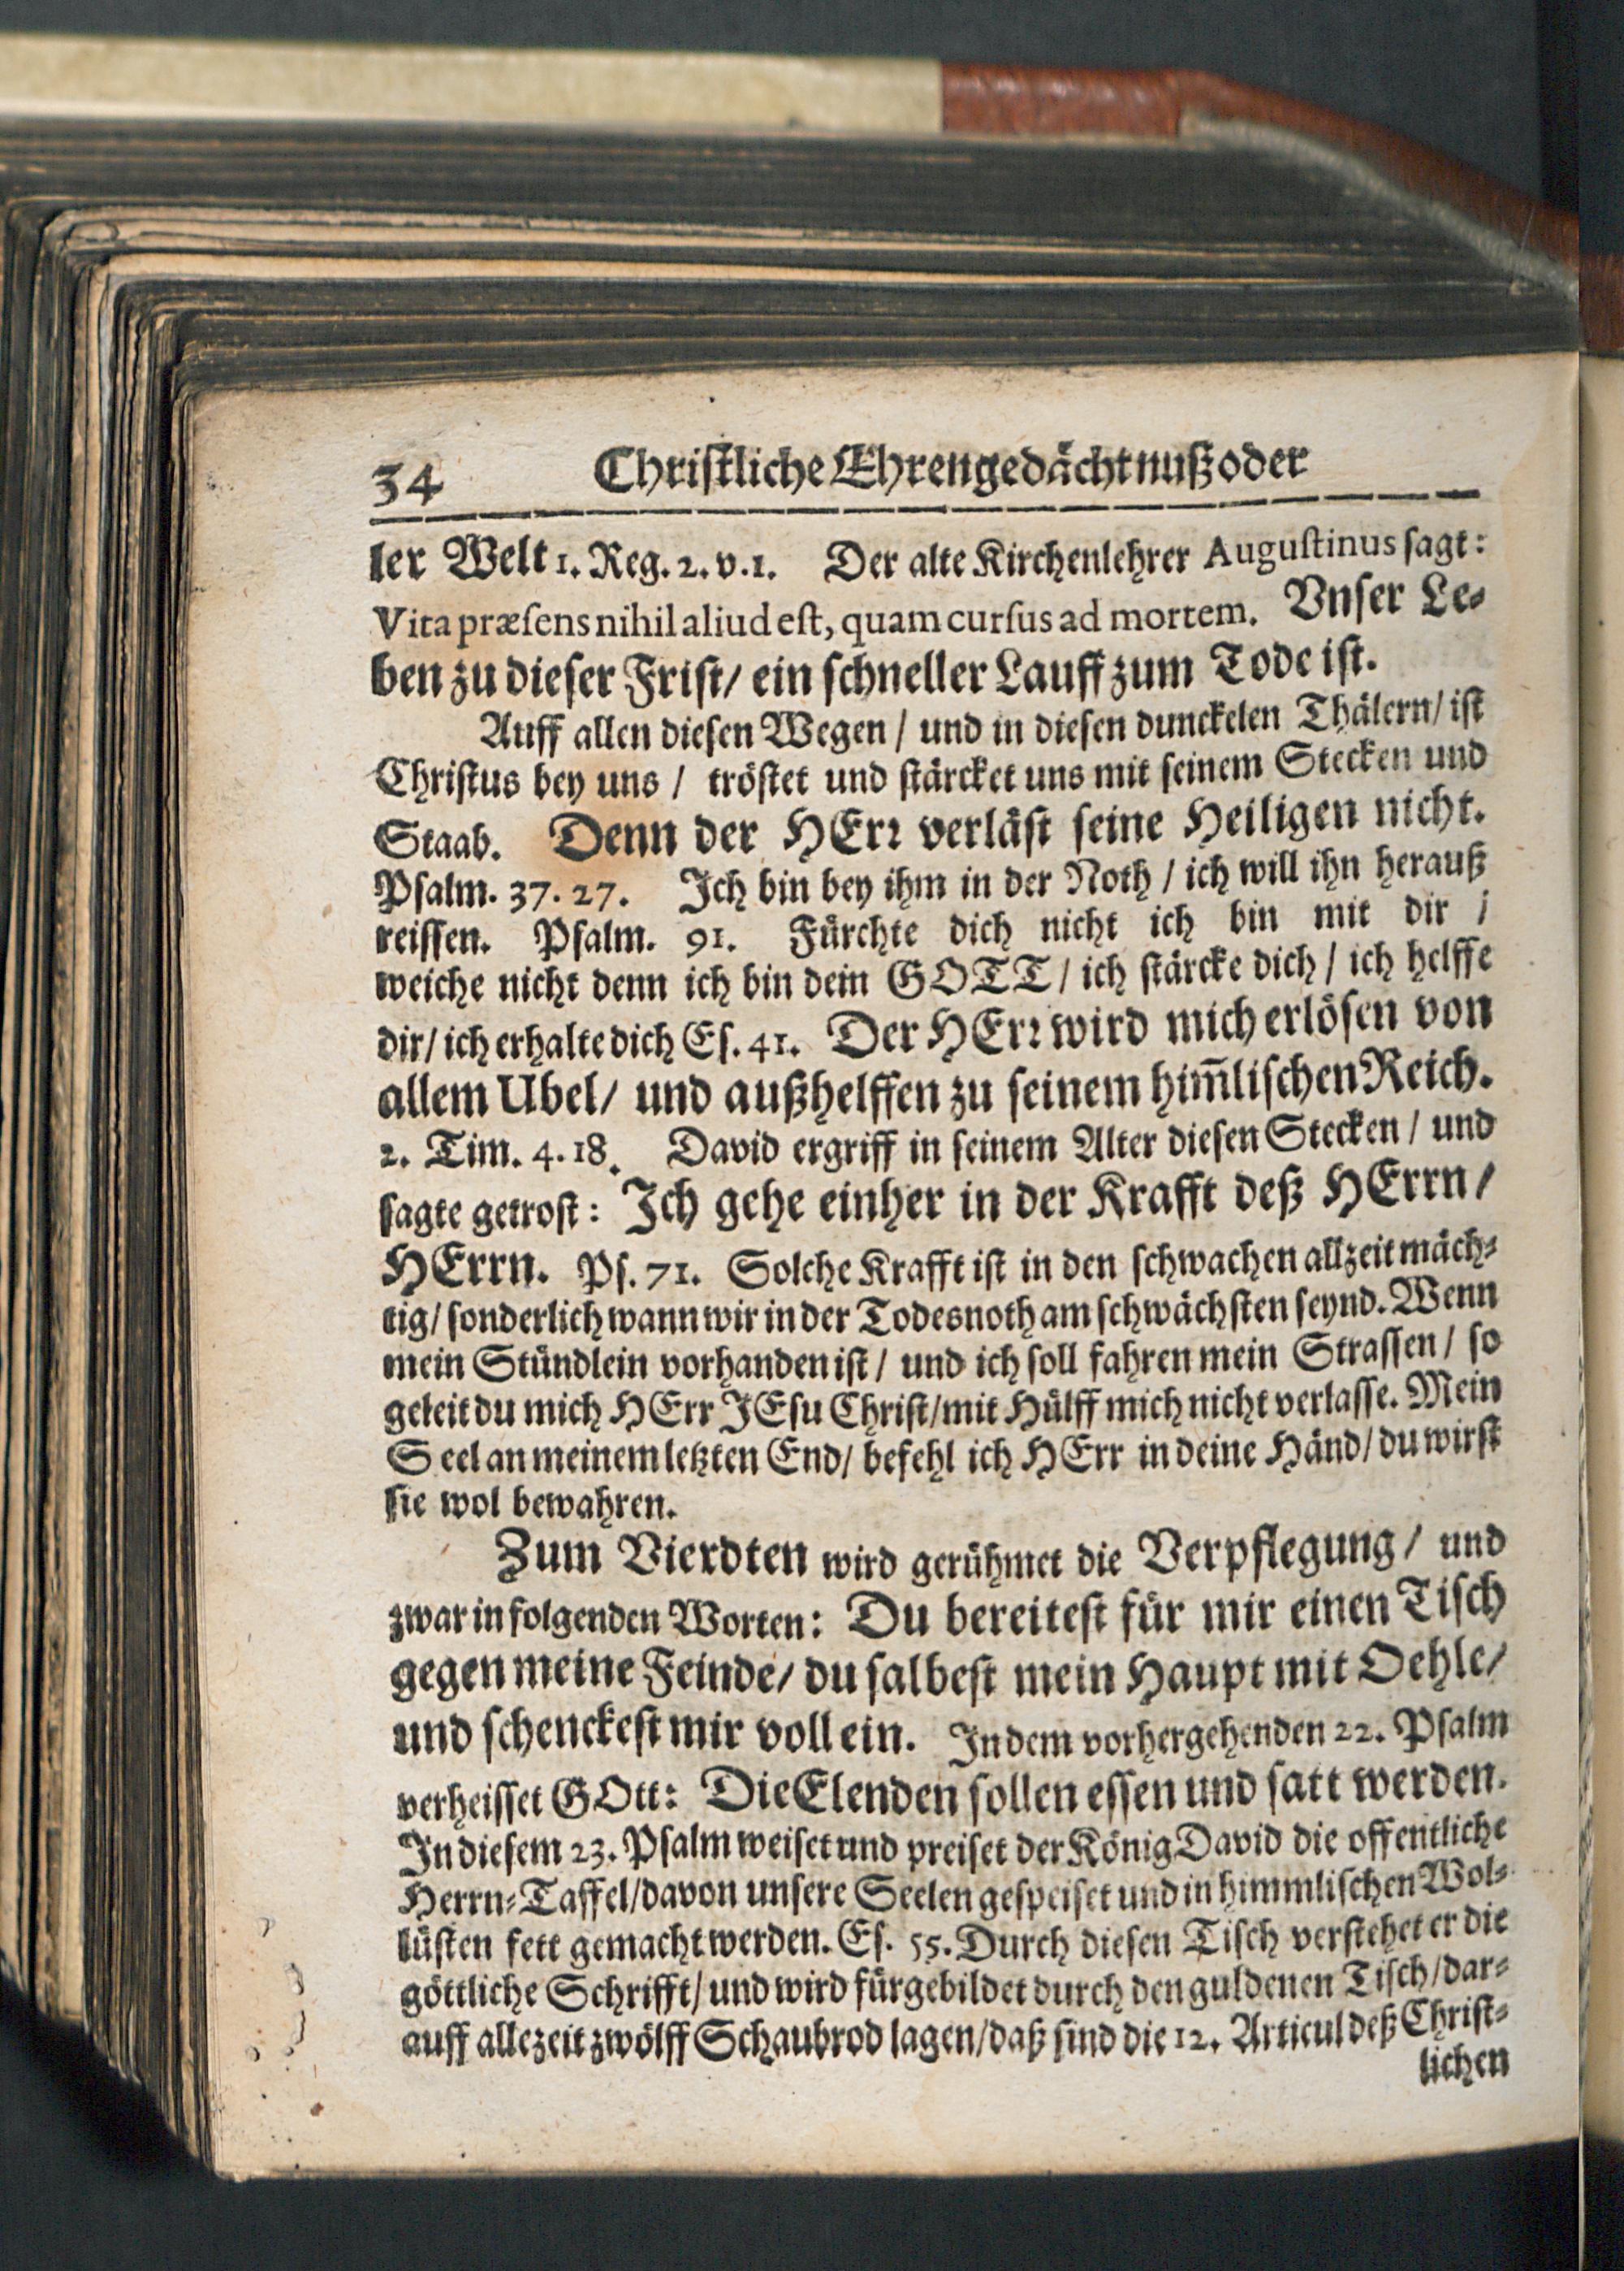 34 Christliche Ehrengedächtnuß oder
ler Welt 1. Reg. 2. v. 1. Der alte Kirchenlehrer Augustinus sagt:
Vita præsens nihil aliud est, quam cursus ad mortem. Vnser Le-
ben zu dieser Frist/ ein schneller Lauff zum Tode ist.
Auff allen diesen Wegen / und in diesen dunckelen Thälern/ ist
Christus bey uns / tröstet und stärcket uns mit seinem Stecken und
Staab. Denn der HErr verläst seine Heiligen nicht.
Psalm. 37. 27. Ich bin bey ihm in der Noth / ich will ihn herauß
reissen. Psalm. 91. Fürchte dich nicht ich bin mit dir /
weiche nicht denn ich bin dein GOTT / ich stärcke dich / ich helffe
dir/ ich erhalte dich Es. 41. Der HErr wird mich erlösen von
allem Ubel/ und außhelffen zu seinem him̃lischen Reich.
2. Tim. 4. 18. David ergriff in seinem Alter diesen Stecken / und
sagte getrost: Ich gehe einher in der Krafft deß HErrn/
HErrn. Ps. 71. Solche Krafft ist in den schwachen allzeit mäch-
tig/ sonderlich wann wir in der Todesnoth am schwächsten seynd. Wenn
mein Stündlein vorhanden ist / und ich soll fahren mein Strassen / so
geleit du mich HErr JEsu Christ/ mit Hülff mich nicht verlasse. Mein
Seel an meinem letzten End/ befehl ich HErr in deine Händ/ du wirst
sie wol bewahren.
Zum Vierdten wird gerühmet die Verpflegung / und
zwar in folgenden Worten: Du bereitest für mir einen Tisch
gegen meine Feinde/ du salbest mein Haupt mit Oehle/
und schenckest mir voll ein. In dem vorhergehenden 22. Psalm
verheisset GOtt: Die Elenden sollen essen und satt werden.
In diesem 23. Psalm weiset und preiset der König David die offentliche
Herrn-Taffel/ davon unsere Seelen gespeiset und in himmlischen Wol-
lüsten fett gemacht werden. Es. 55. Durch diesen Tisch verstehet er die
göttliche Schrifft/ und wird fürgebildet durch den guldenen Tisch/ dar-
auff allezeit zwölff Schaubrod lagen/ daß sind die 12. Articul deß Christ-
lichen